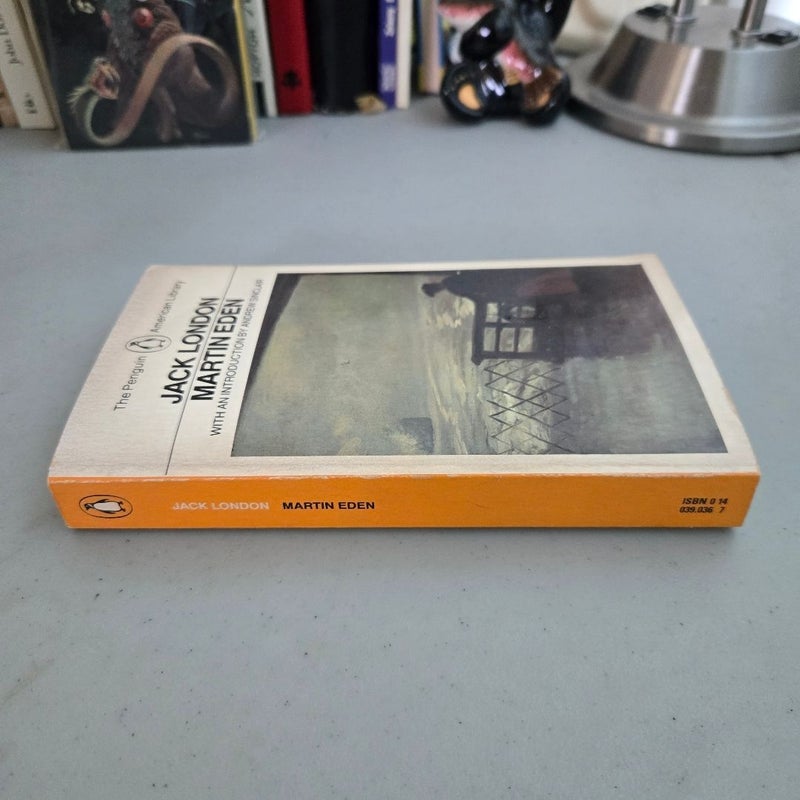 The Penguin American Library
JACK LONDON
MARTIN EDEN
WITH AN INTRODUCTION BY ANDREW SINCLAIR
JACK LONDON MARTIN EDEN
ISBN 0 14
039.036 7